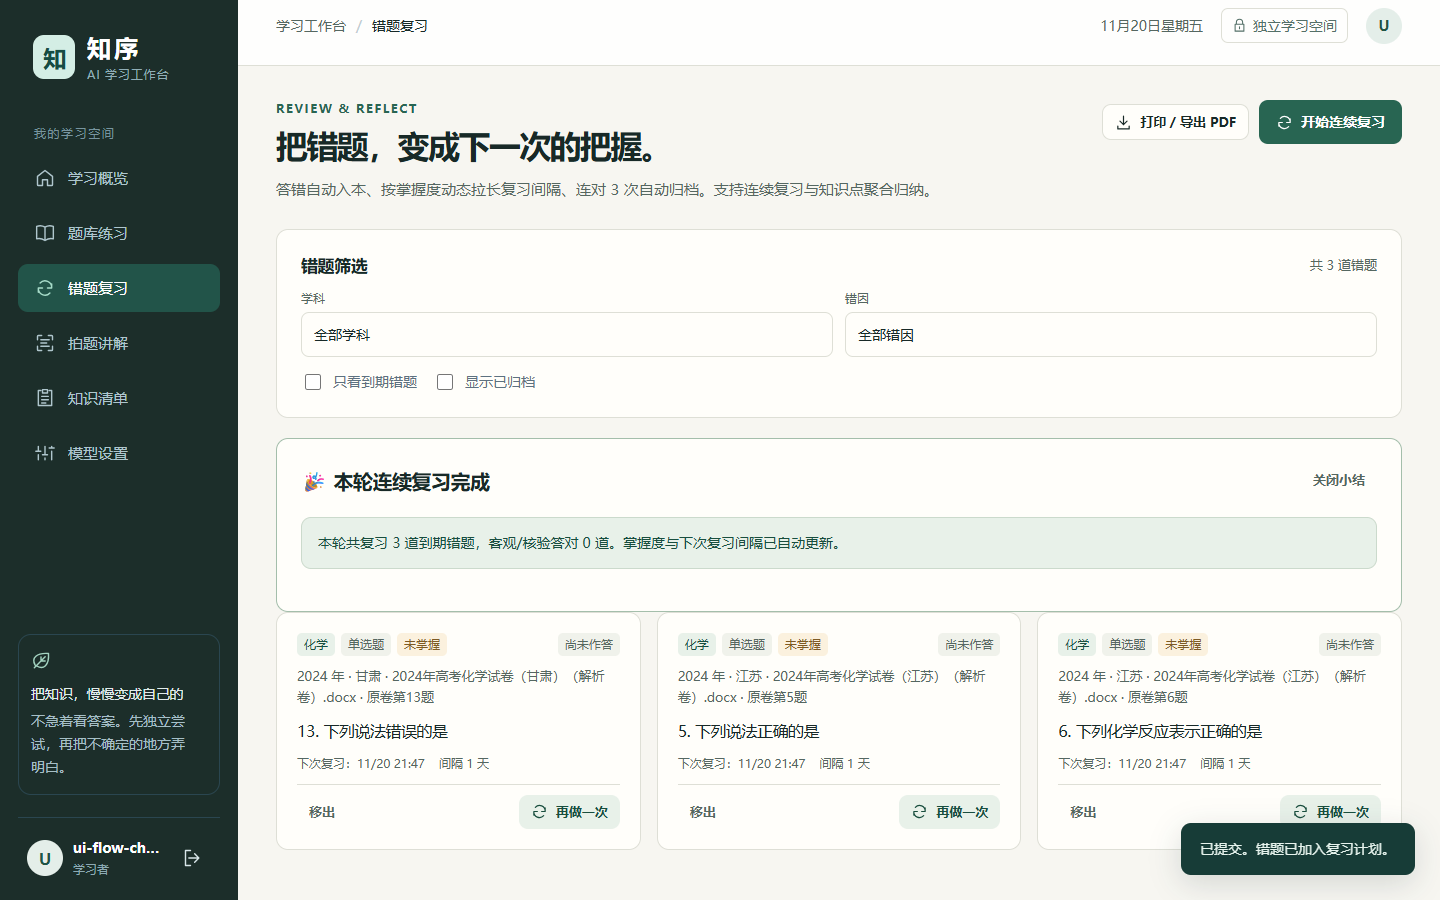 知
知序
AI 学习工作台
我的学习空间
学习概览
题库练习
错题复习
拍题讲解
知识清单
模型设置
把知识，慢慢变成自己的
不急着看答案。先独立尝
试，再把不确定的地方弄
明白。
U
ui-flow-ch...
学习者
学习工作台 / 错题复习
11月20日星期五
独立学习空间
U
REVIEW & REFLECT
把错题，变成下一次的把握。
答错自动入本、按掌握度动态拉长复习间隔、连对 3 次自动归档。支持连续复习与知识点聚合归纳。
打印 / 导出 PDF
开始连续复习
错题筛选
共 3 道错题
学科
错因
全部学科
全部错因
只看到期错题
显示已归档
🎉 本轮连续复习完成
关闭小结
本轮共复习 3 道到期错题，客观/核验答对 0 道。掌握度与下次复习间隔已自动更新。
化学 单选题 未掌握 尚未作答
2024 年 · 甘肃 · 2024年高考化学试卷（甘肃）（解析
卷）.docx · 原卷第13题
13. 下列说法错误的是
下次复习：11/20 21:47 间隔 1 天
移出 再做一次
化学 单选题 未掌握 尚未作答
2024 年 · 江苏 · 2024年高考化学试卷（江苏）（解析
卷）.docx · 原卷第5题
5. 下列说法正确的是
下次复习：11/20 21:47 间隔 1 天
移出 再做一次
化学 单选题 未掌握 尚未作答
2024 年 · 江苏 · 2024年高考化学试卷（江苏）（解析
卷）.docx · 原卷第6题
6. 下列化学反应表示正确的是
下次复习：11/20 21:47 间隔 1 天
移出 再做一次
已提交。错题已加入复习计划。